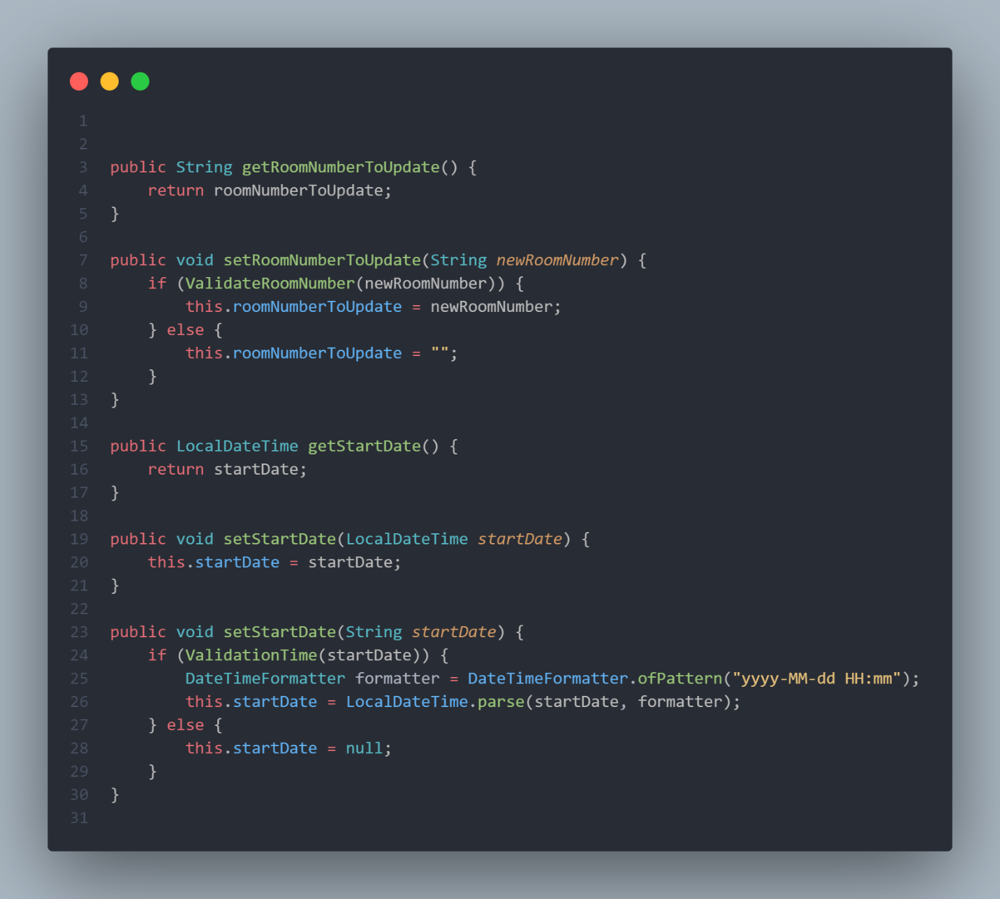 1
2
3 public String getRoomNumberToUpdate() {
4     return roomNumberToUpdate;
5 }
6
7 public void setRoomNumberToUpdate(String newRoomNumber) {
8     if (ValidateRoomNumber(newRoomNumber)) {
9         this.roomNumberToUpdate = newRoomNumber;
10     } else {
11         this.roomNumberToUpdate = "";
12     }
13 }
14
15 public LocalDateTime getStartDate() {
16     return startDate;
17 }
18
19 public void setStartDate(LocalDateTime startDate) {
20     this.startDate = startDate;
21 }
22
23 public void setStartDate(String startDate) {
24     if (ValidationTime(startDate)) {
25         DateTimeFormatter formatter = DateTimeFormatter.ofPattern("yyyy-MM-dd HH:mm");
26         this.startDate = LocalDateTime.parse(startDate, formatter);
27     } else {
28         this.startDate = null;
29     }
30 }
31